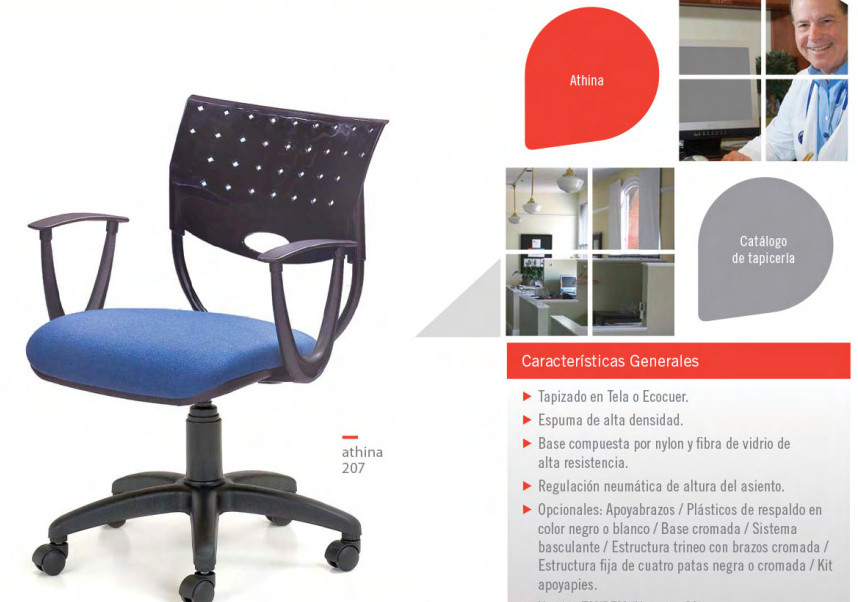 Athina
Catálogo
de tapicería
athina
207
Características Generales
Tapizado en Tela o Ecocuer.
Espuma de alta densidad.
Base compuesta por nylon y fibra de vidrio de
alta resistencia.
Regulación neumática de altura del asiento.
Opcionales: Apoyabrazos / Plásticos de respaldo en
color negro o blanco / Base cromada / Sistema
basculante / Estructura trineo con brazos cromada /
Estructura fija de cuatro patas negra o cromada / Kit
apoyapies.